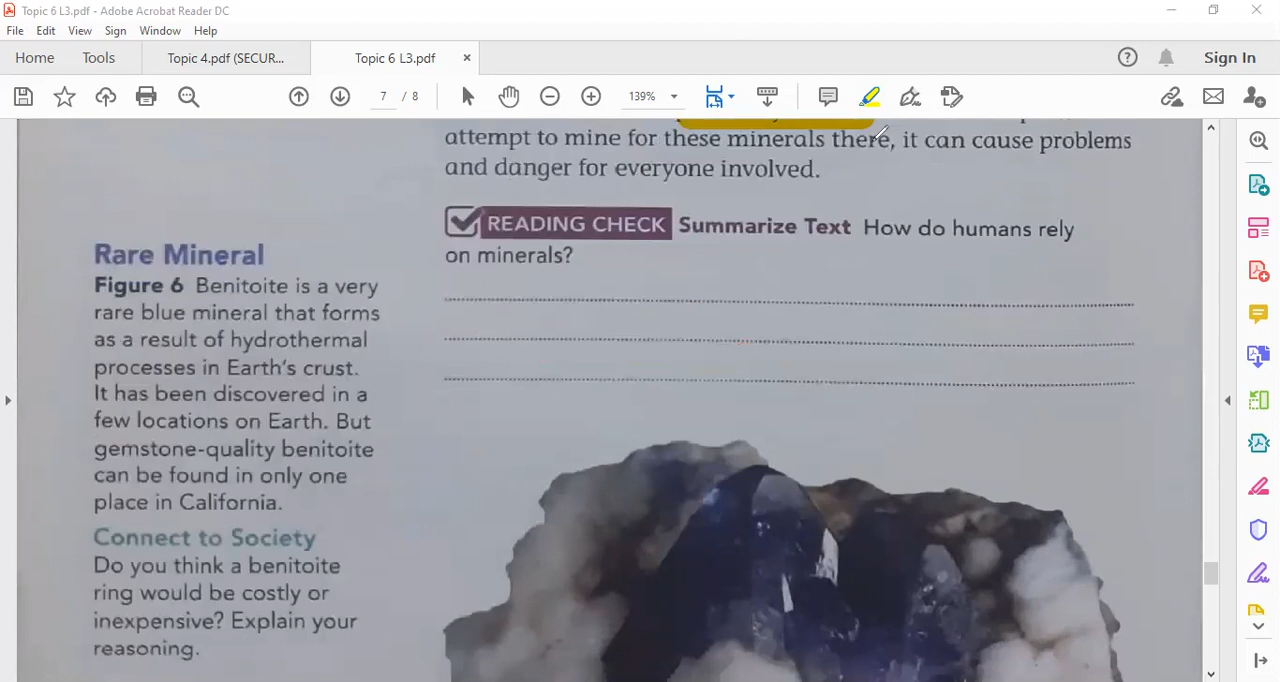 Topic 6 L3.pdf - Adobe Acrobat Reader DC
File Edit View Sign Window Help
Home Tools Topic 4.pdf (SECUR... Topic 6 L3.pdf × Sign In
7 / 8 139%
attempt to mine for these minerals there, it can cause problems
and danger for everyone involved.
READING CHECK Summarize Text How do humans rely
on minerals?
Rare Mineral
Figure 6 Benitoite is a very
rare blue mineral that forms
as a result of hydrothermal
processes in Earth's crust.
It has been discovered in a
few locations on Earth. But
gemstone-quality benitoite
can be found in only one
place in California.
Connect to Society
Do you think a benitoite
ring would be costly or
inexpensive? Explain your
reasoning.